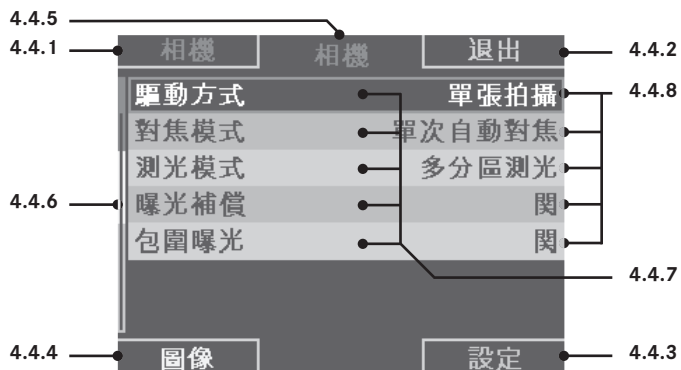 4.4.5
4.4.1 相機 相機 退出 4.4.2
驅動方式 單張拍攝 4.4.8
對焦模式 單次自動對焦
測光模式 多分區測光
4.4.6 曝光補償 関
包圍曝光 関
4.4.7
4.4.4 圖像 設定 4.4.3